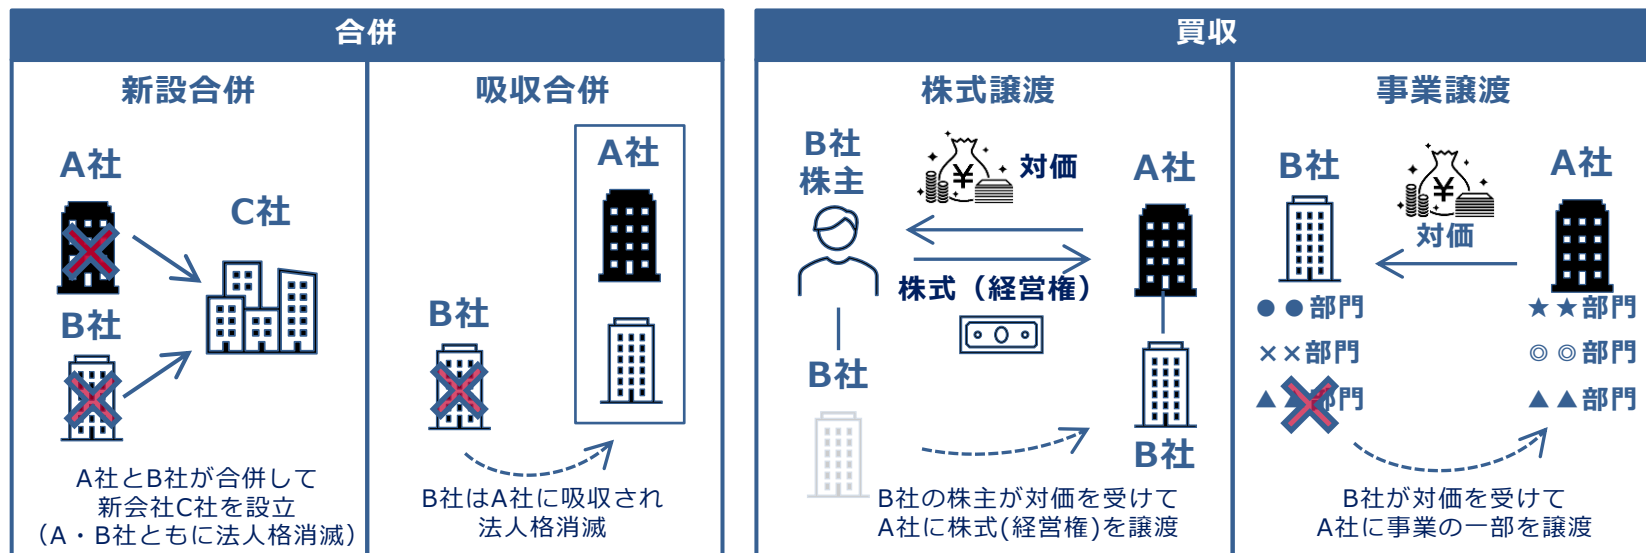 合併
新設合併
A社
C社
B社
A社とB社が合併して
新会社C社を設立
（A・B社ともに法人格消滅）
吸収合併
A社
B社
B社はA社に吸収され
法人格消滅
買収
株式譲渡
B社
株主
¥
対価
A社
株式（経営権）
B社
B社
B社の株主が対価を受けて
A社に株式(経営権)を譲渡
事業譲渡
B社
¥
対価
A社
●●部門
××部門
▲▲部門
★★部門
◎◎部門
▲▲部門
B社が対価を受けて
A社に事業の一部を譲渡